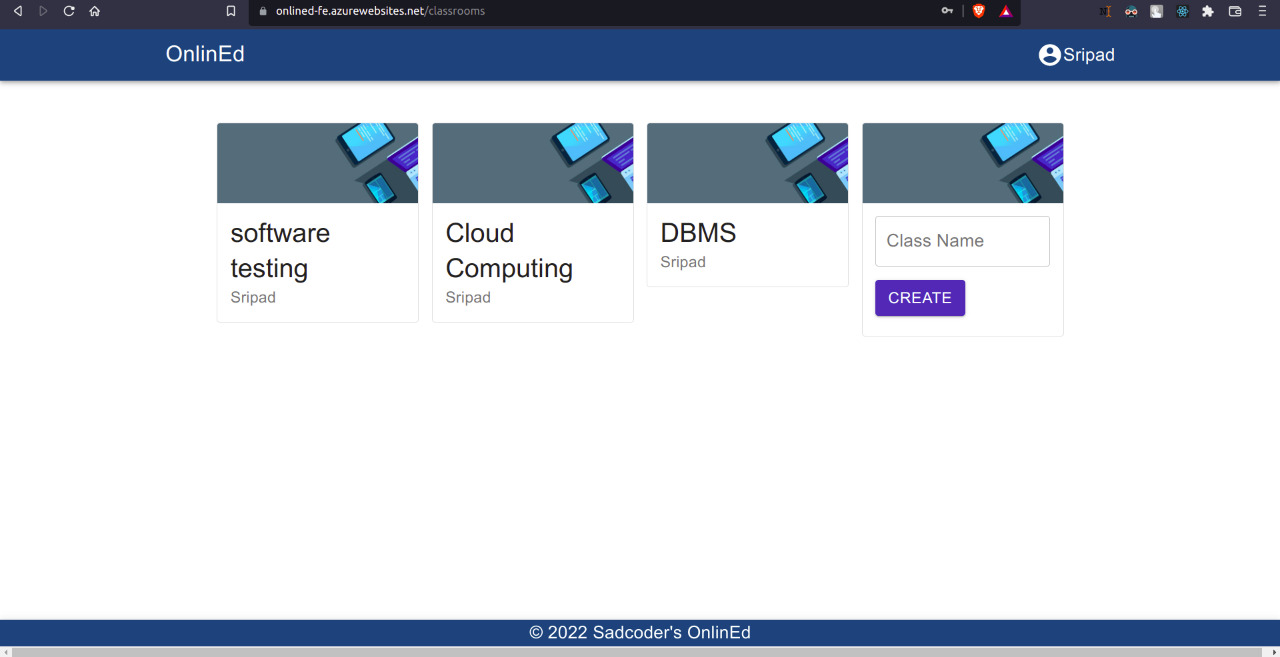 onlined-fe.azurewebsites.net/classrooms
OnlinEd
Sripad
software
testing
Sripad
Cloud
Computing
Sripad
DBMS
Sripad
Class Name
CREATE
© 2022 Sadcoder's OnlinEd